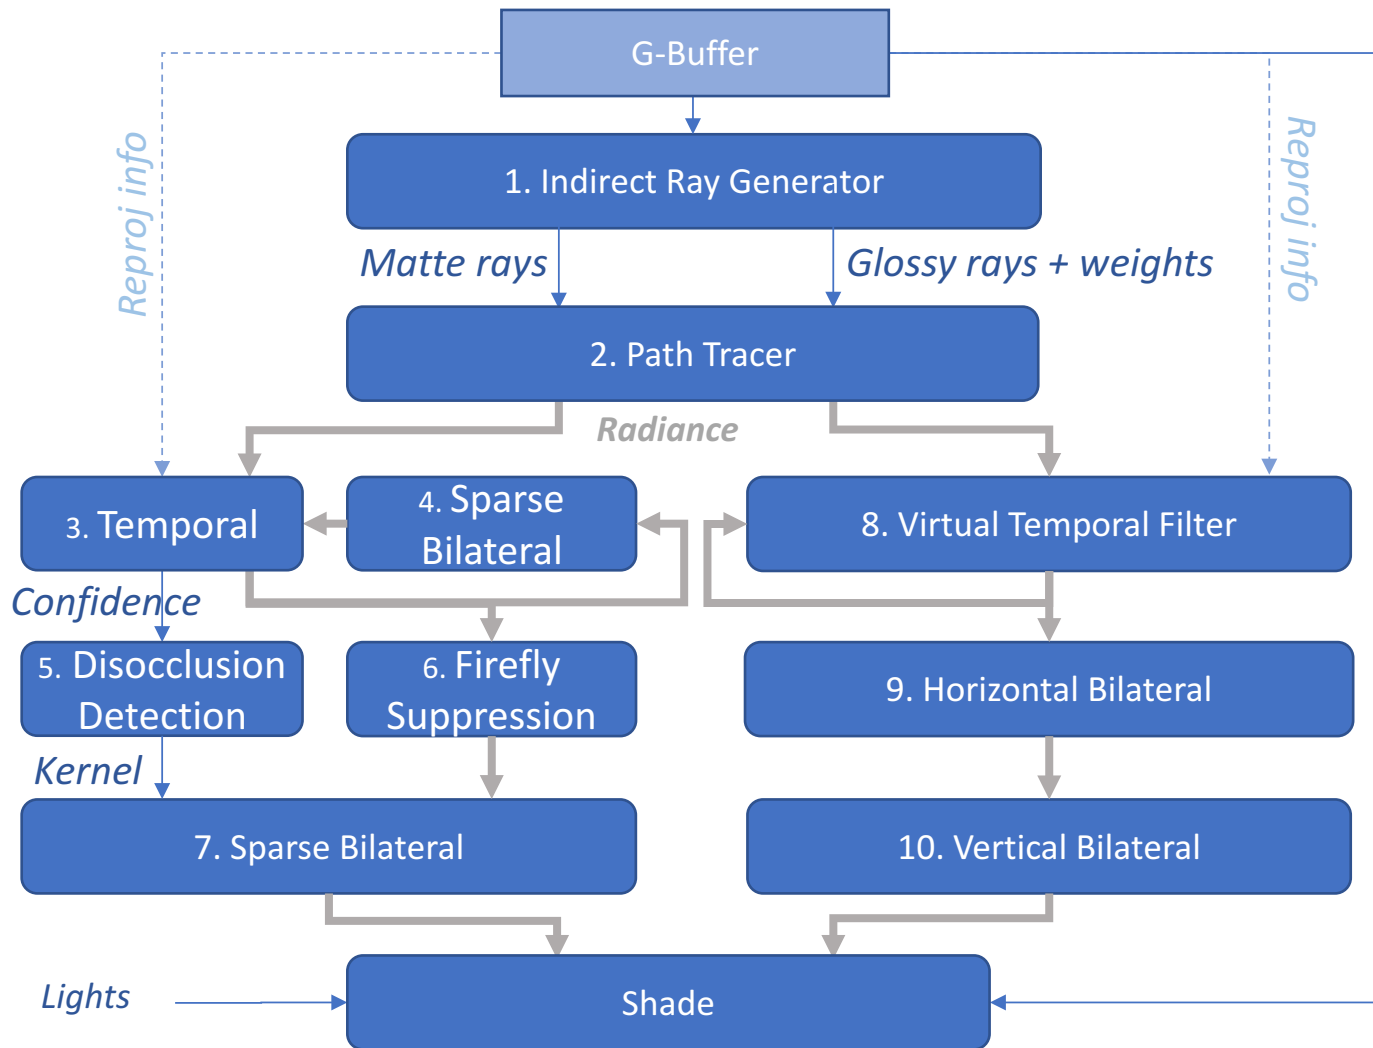 G-Buffer
Reproj info
Reproj info
1. Indirect Ray Generator
Matte rays
Glossy rays + weights
2. Path Tracer
Radiance
3. Temporal
4. Sparse
Bilateral
8. Virtual Temporal Filter
Confidence
5. Disocclusion
Detection
6. Firefly
Suppression
9. Horizontal Bilateral
Kernel
7. Sparse Bilateral
10. Vertical Bilateral
Lights
Shade